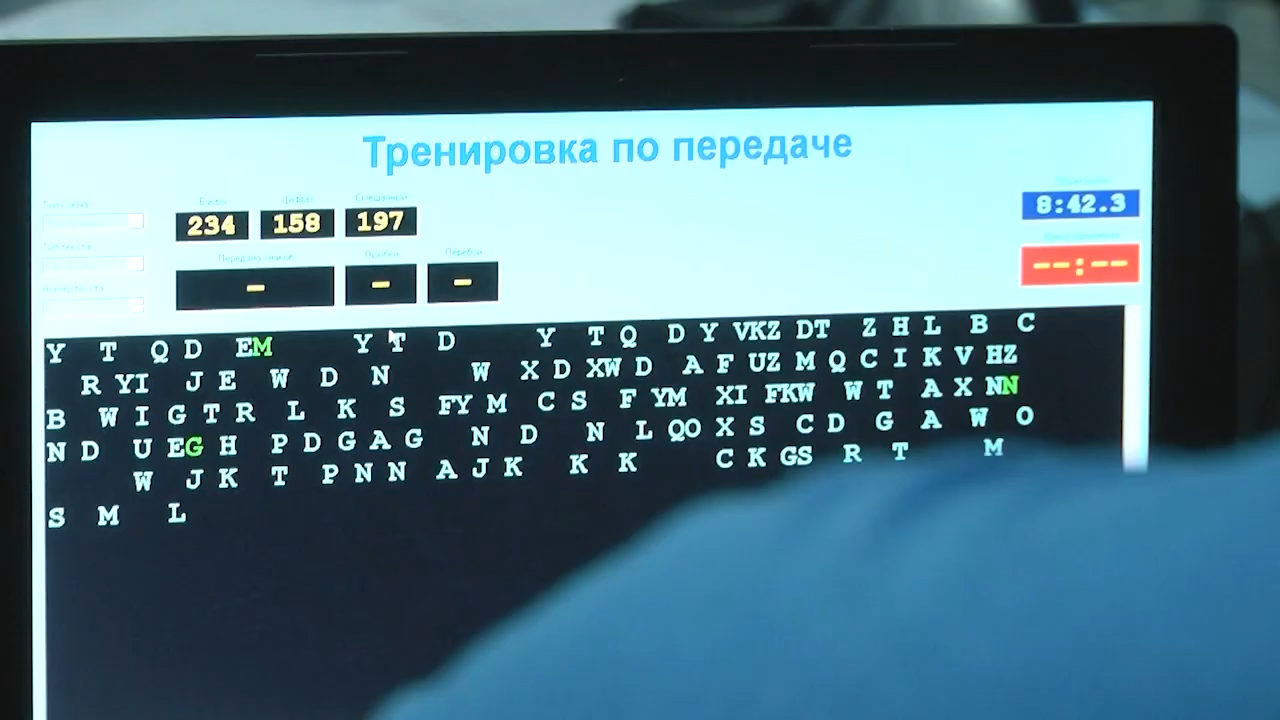 Тренировка по передаче
234 158 197
8:42.3
- - -
--:--
Y T Q D EM Y T D Y T Q D Y VKZ DT Z H L B C
R YI J E W D N W X D XW D A F UZ M Q C I K V HZ
B W I G T R L K S FY M C S F YM XI FKW W T A X NN
N D U EG H P D G A G N D N L QO X S C D G A W O
W J K T P N N A J K K K C K GS R T M
S M L